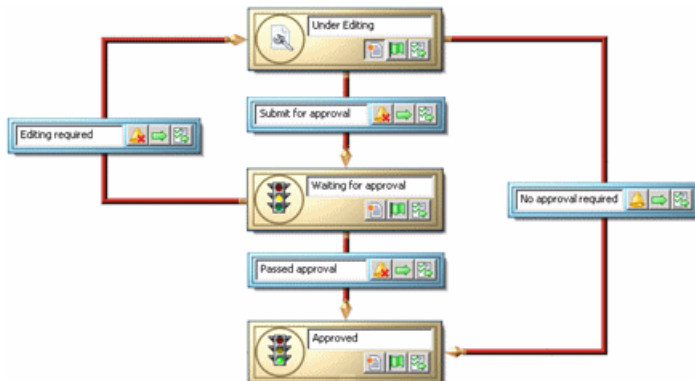 Under Editing
Submit for approval
Editing required
Waiting for approval
No approval required
Passed approval
Approved